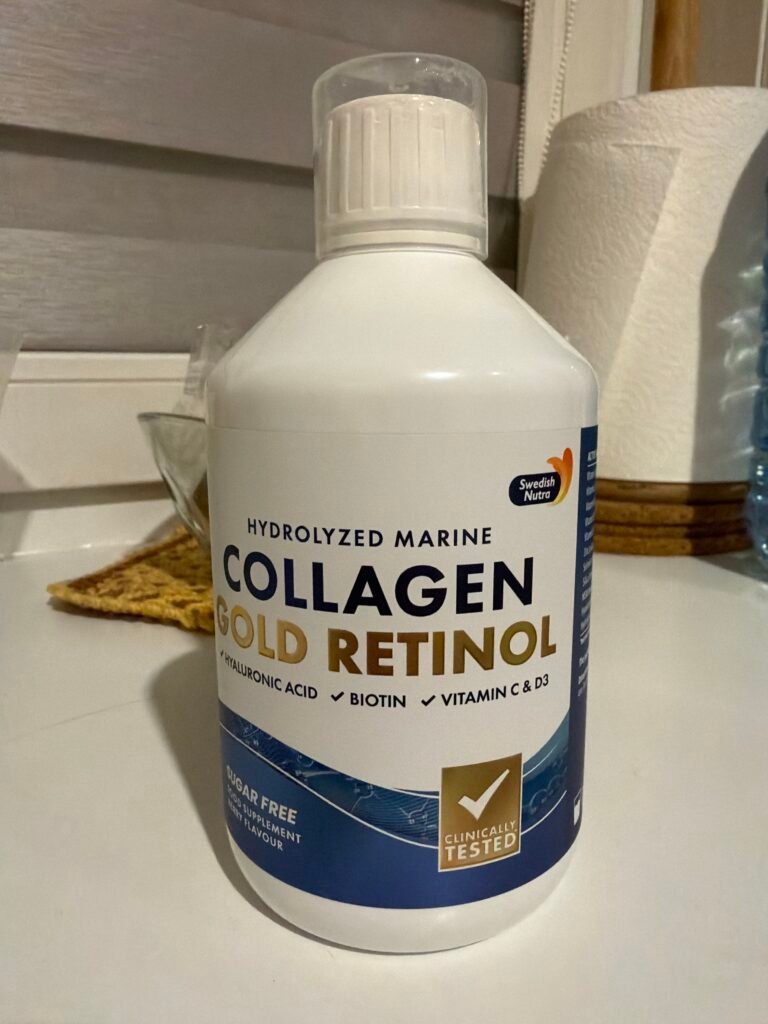 Swedish
Nutra
HYDROLYZED MARINE
COLLAGEN
GOLD RETINOL
✓ HYALURONIC ACID ✓ BIOTIN ✓ VITAMIN C & D3
SUGAR FREE
FOOD SUPPLEMENT
BERRY FLAVOUR
CLINICALLY
TESTED